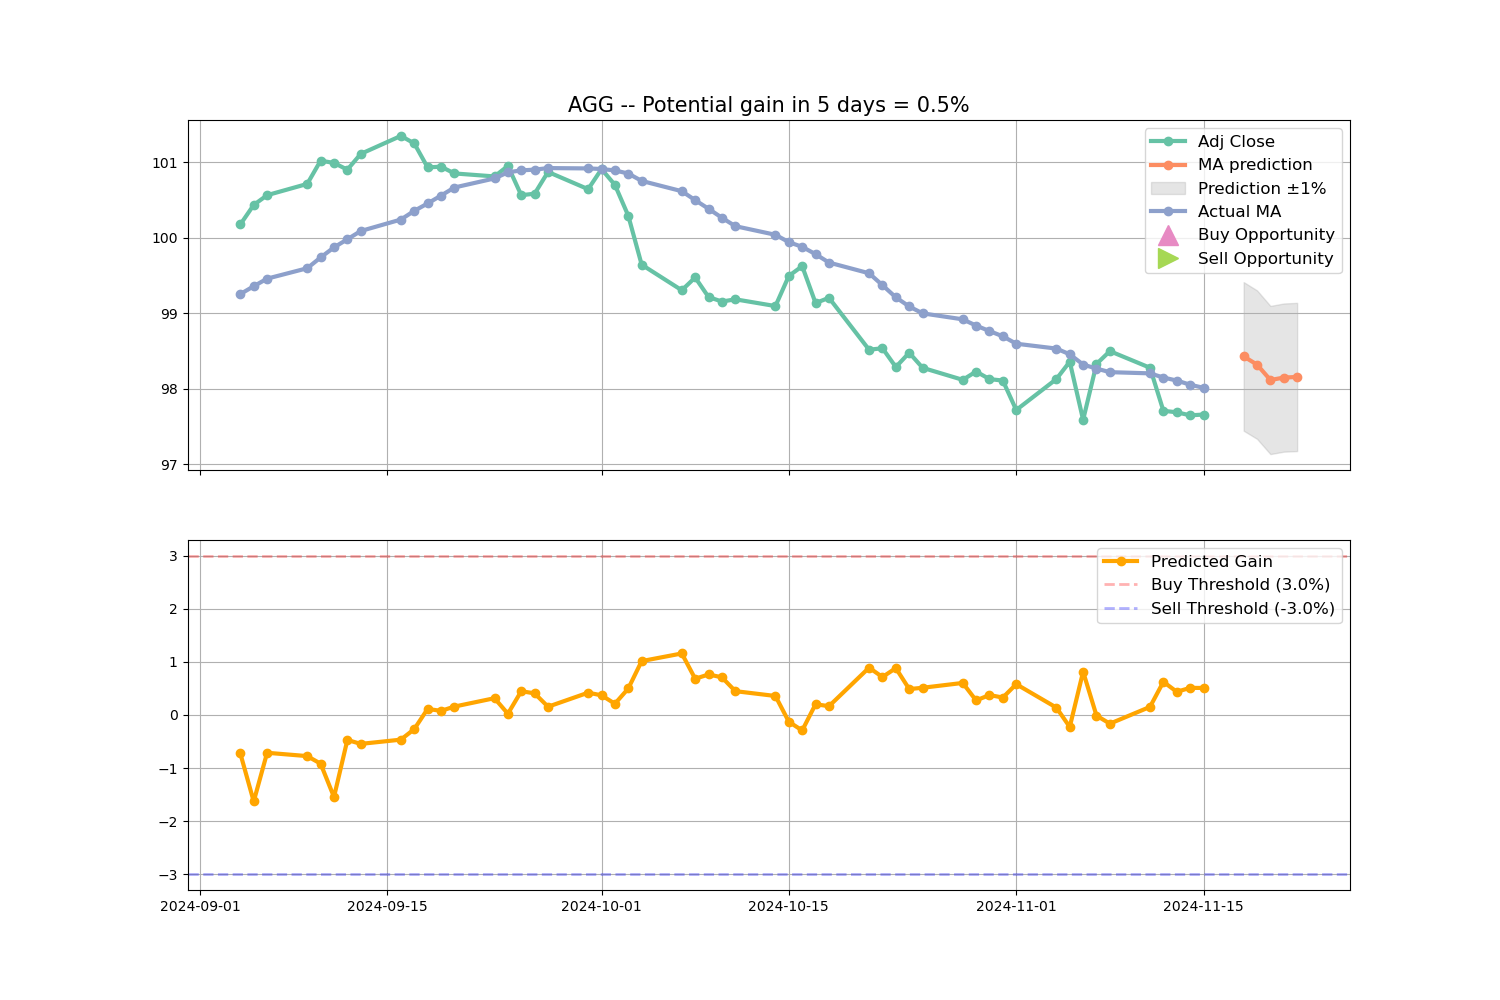 AGG -- Potential gain in 5 days = 0.5%
101
100
99
98
97
Adj Close
MA prediction
Prediction ±1%
Actual MA
Buy Opportunity
Sell Opportunity
3
2
1
0
−1
−2
−3
Predicted Gain
Buy Threshold (3.0%)
Sell Threshold (-3.0%)
2024-09-01
2024-09-15
2024-10-01
2024-10-15
2024-11-01
2024-11-15